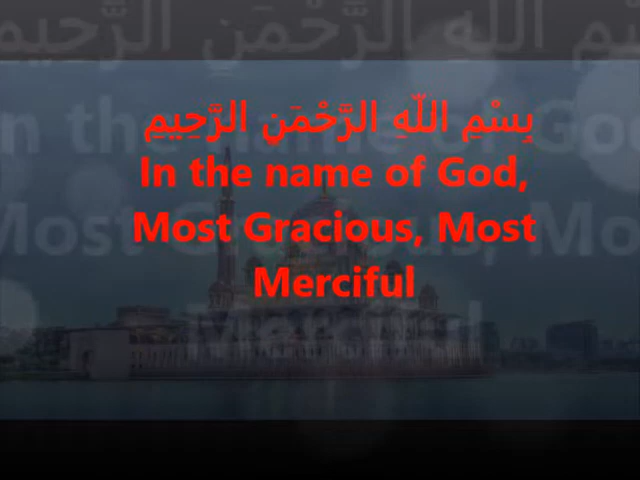 بِسْمِ اللّهِ الرَّحْمَنِ الرَّحِيمِ
In the name of God,
Most Gracious, Most
Merciful